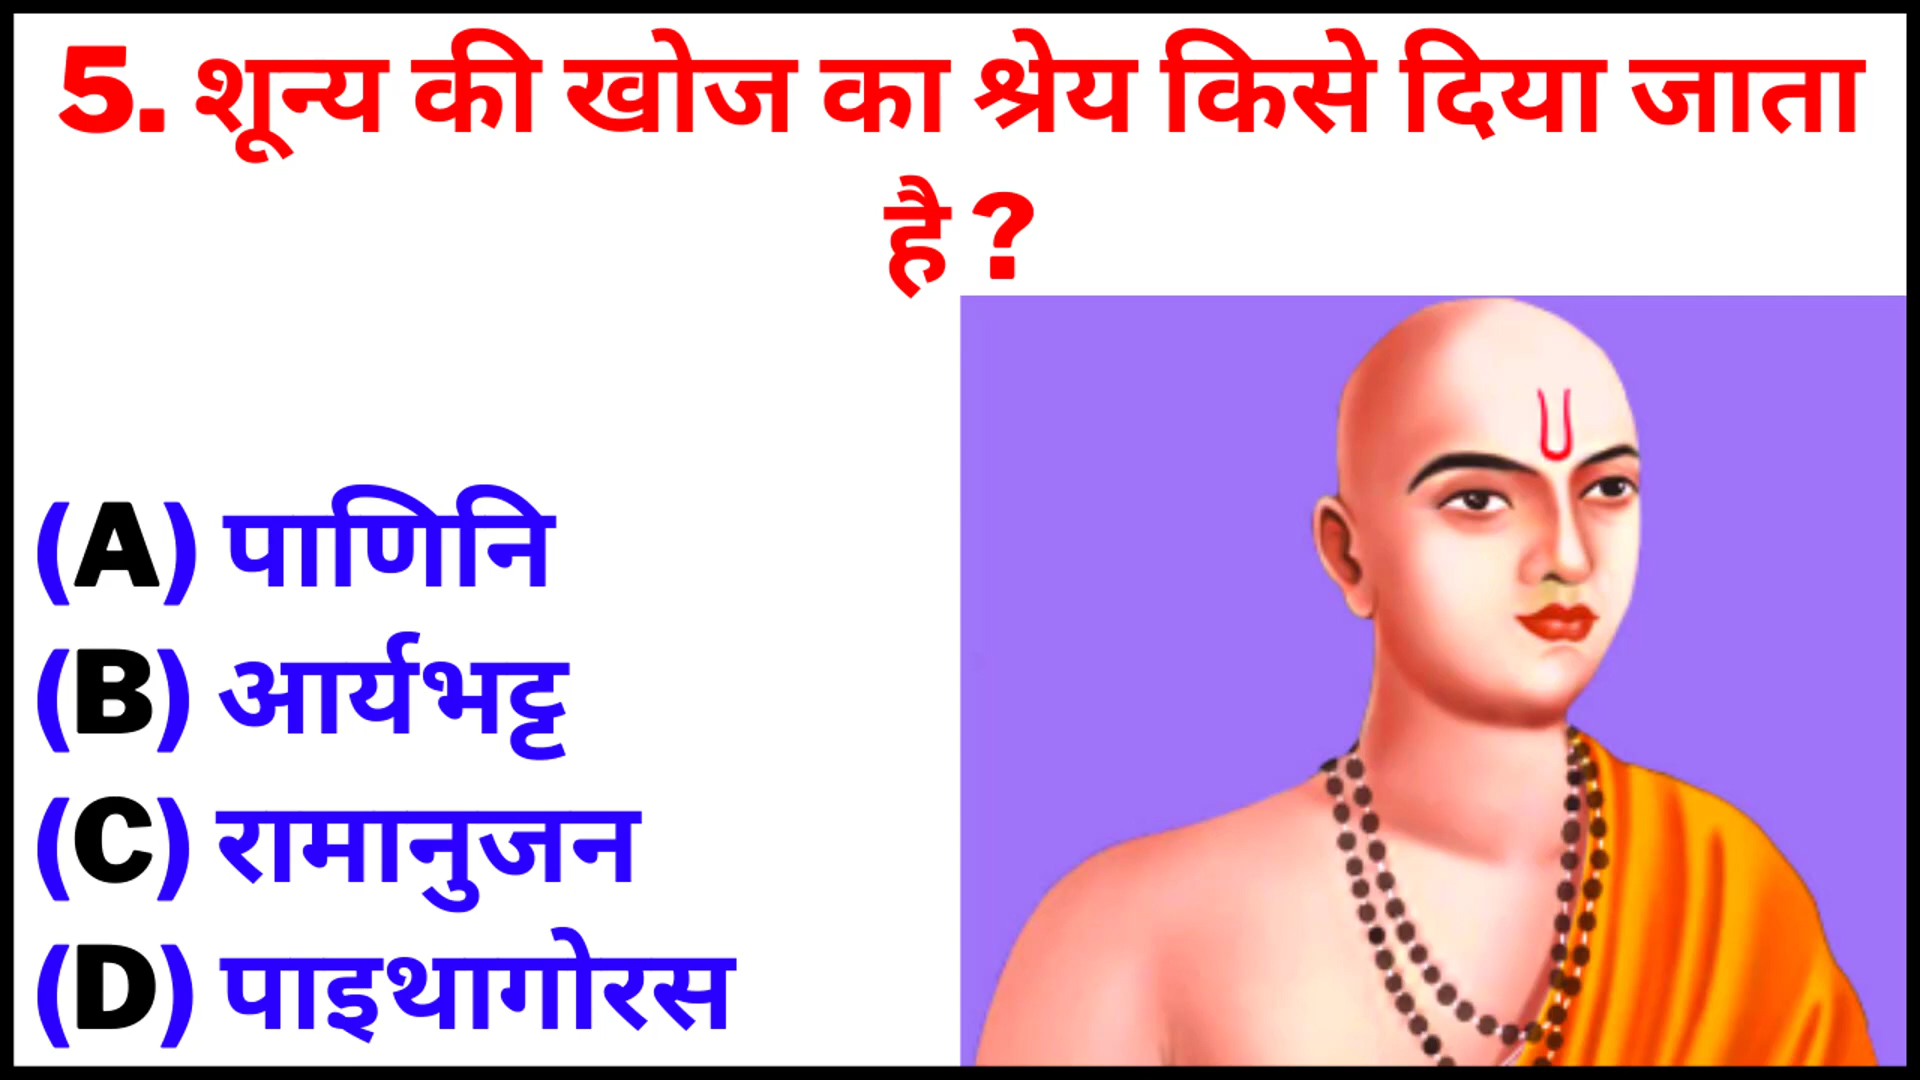 5. शून्य की खोज का श्रेय किसे दिया जाता
है ?
(A) पाणिनि
(B) आर्यभट्ट
(C) रामानुजन
(D) पाइथागोरस